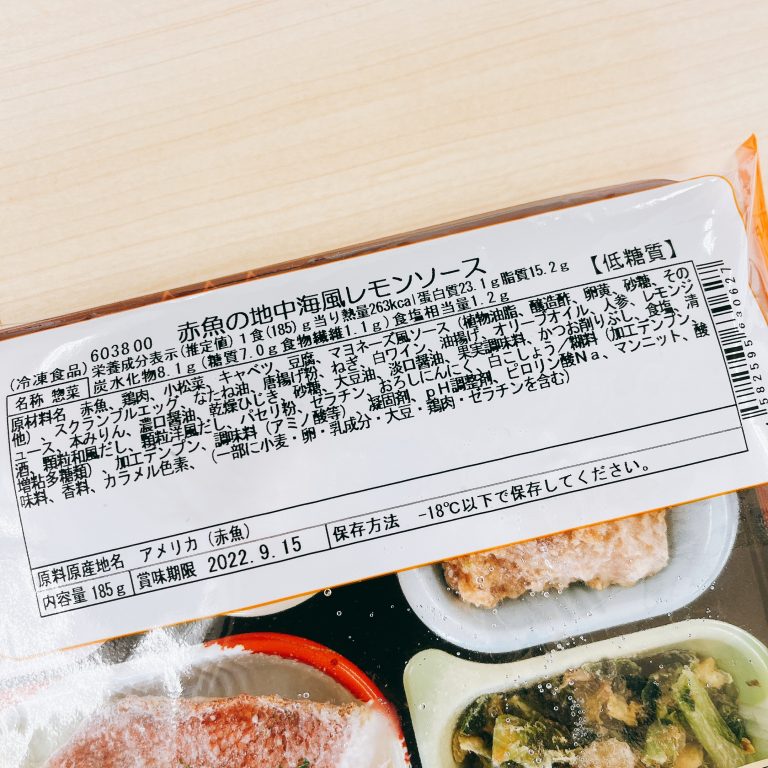 603800 赤魚の地中海風レモンソース 【低糖質】
(冷凍食品) 栄養成分表示(推定値) 1食(185)g当り熱量263kcal蛋白質23.1g脂質15.2g
炭水化物8.1g(糖質7.0g食物繊維1.1g)食塩相当量1.2g
名称 惣菜
原材料名 赤魚、鶏肉、小松菜、キャベツ、豆腐、マヨネーズ風ソース(植物油脂、醸造酢、卵黄、砂糖、その
他)、スクランブルエッグ、なたね油、唐揚げ粉、ねぎ、白ワイン、油揚げ、オリーブオイル、人参、レモンジ
ュース、本みりん、濃口醤油、乾燥ひじき、砂糖、大豆油、淡口醤油、果実調味料、かつお削りぶし、食塩、清
酒、顆粒和風だし、顆粒洋風だし、パセリ粉、ゼラチン、おろしにんにく、白こしょう/糊料(加工デンプン、
増粘多糖類)、加工デンプン、調味料(アミノ酸等)、凝固剤、pH調整剤、ピロリン酸Na、マンニット、酸
味料、香料、カラメル色素、(一部に小麦・卵・乳成分・大豆・鶏肉・ゼラチンを含む)
原料原産地名 アメリカ(赤魚)
内容量 185g 賞味期限 2022.9.15 保存方法 -18℃以下で保存してください。